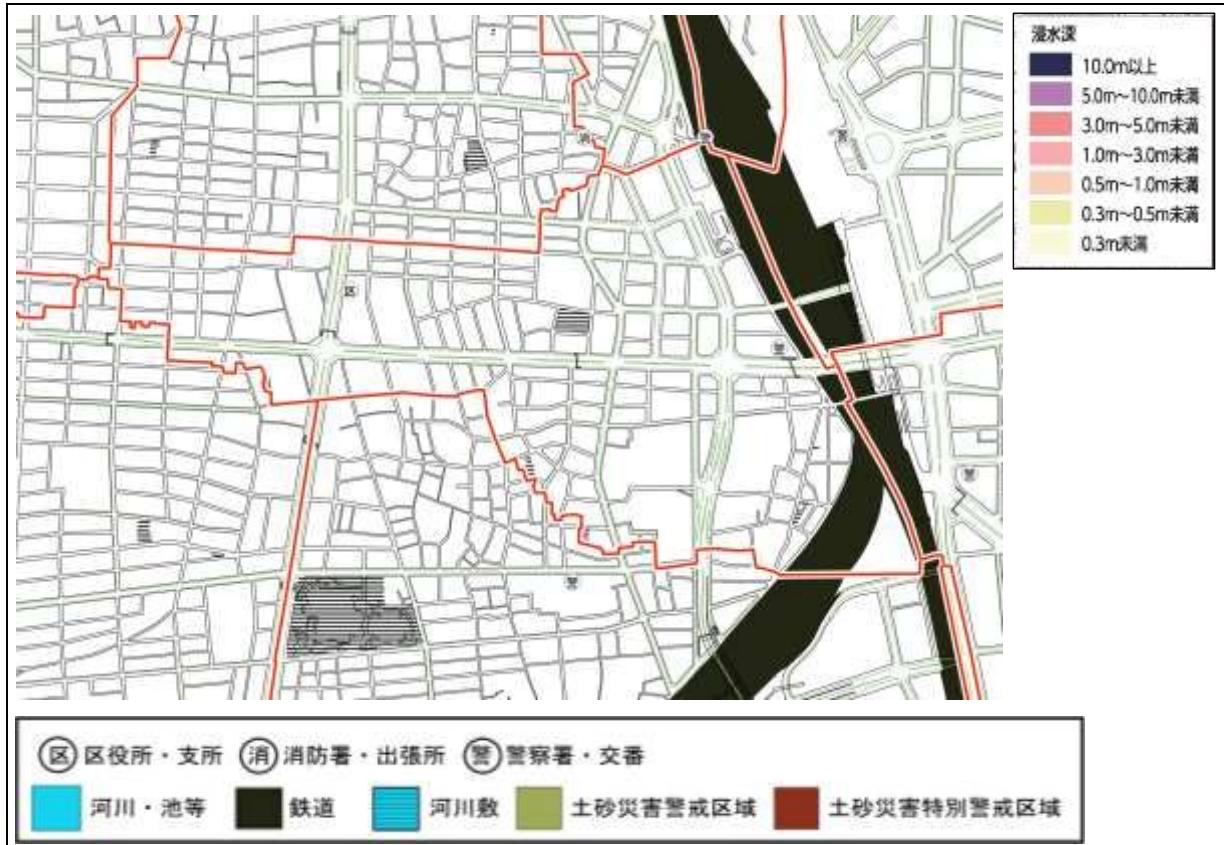 浸水深
10.0m以上
5.0m～10.0m未満
3.0m～5.0m未満
1.0m～3.0m未満
0.5m～1.0m未満
0.3m～0.5m未満
0.3m未満
消
警
区
警
警
警
区 区役所・支所 消 消防署・出張所 警 警察署・交番
河川・池等 鉄道 河川敷 土砂災害警戒区域 土砂災害特別警戒区域